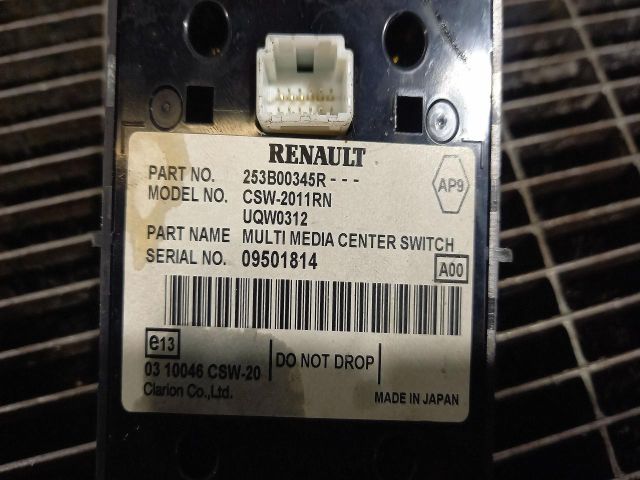 RENAULT
PART NO. 253B00345R---
AP9
MODEL NO. CSW-2011RN
UQW0312
PART NAME MULTI MEDIA CENTER SWITCH
SERIAL NO. 09501814
A00
e13
DO NOT DROP
03 10046 CSW-20
Clarion Co.,Ltd.
MADE IN JAPAN